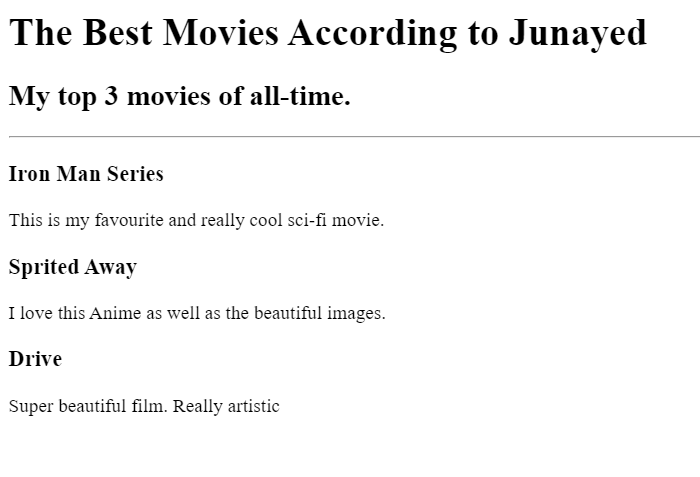 The Best Movies According to Junayed
My top 3 movies of all-time.
Iron Man Series
This is my favourite and really cool sci-fi movie.
Sprited Away
I love this Anime as well as the beautiful images.
Drive
Super beautiful film. Really artistic